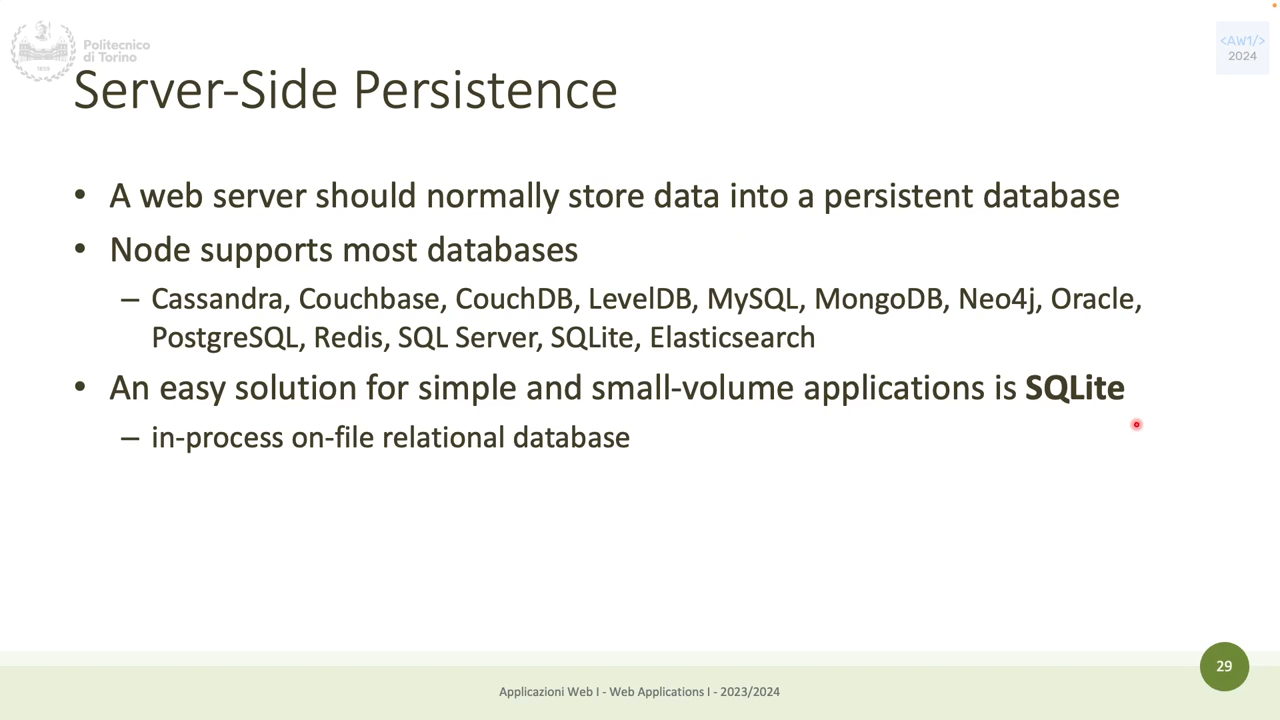 Politecnico
di Torino
1859
<AW1/>
2024
Server-Side Persistence
• A web server should normally store data into a persistent database
• Node supports most databases
– Cassandra, Couchbase, CouchDB, LevelDB, MySQL, MongoDB, Neo4j, Oracle,
PostgreSQL, Redis, SQL Server, SQLite, Elasticsearch
• An easy solution for simple and small-volume applications is SQLite
– in-process on-file relational database
29
Applicazioni Web I - Web Applications I - 2023/2024